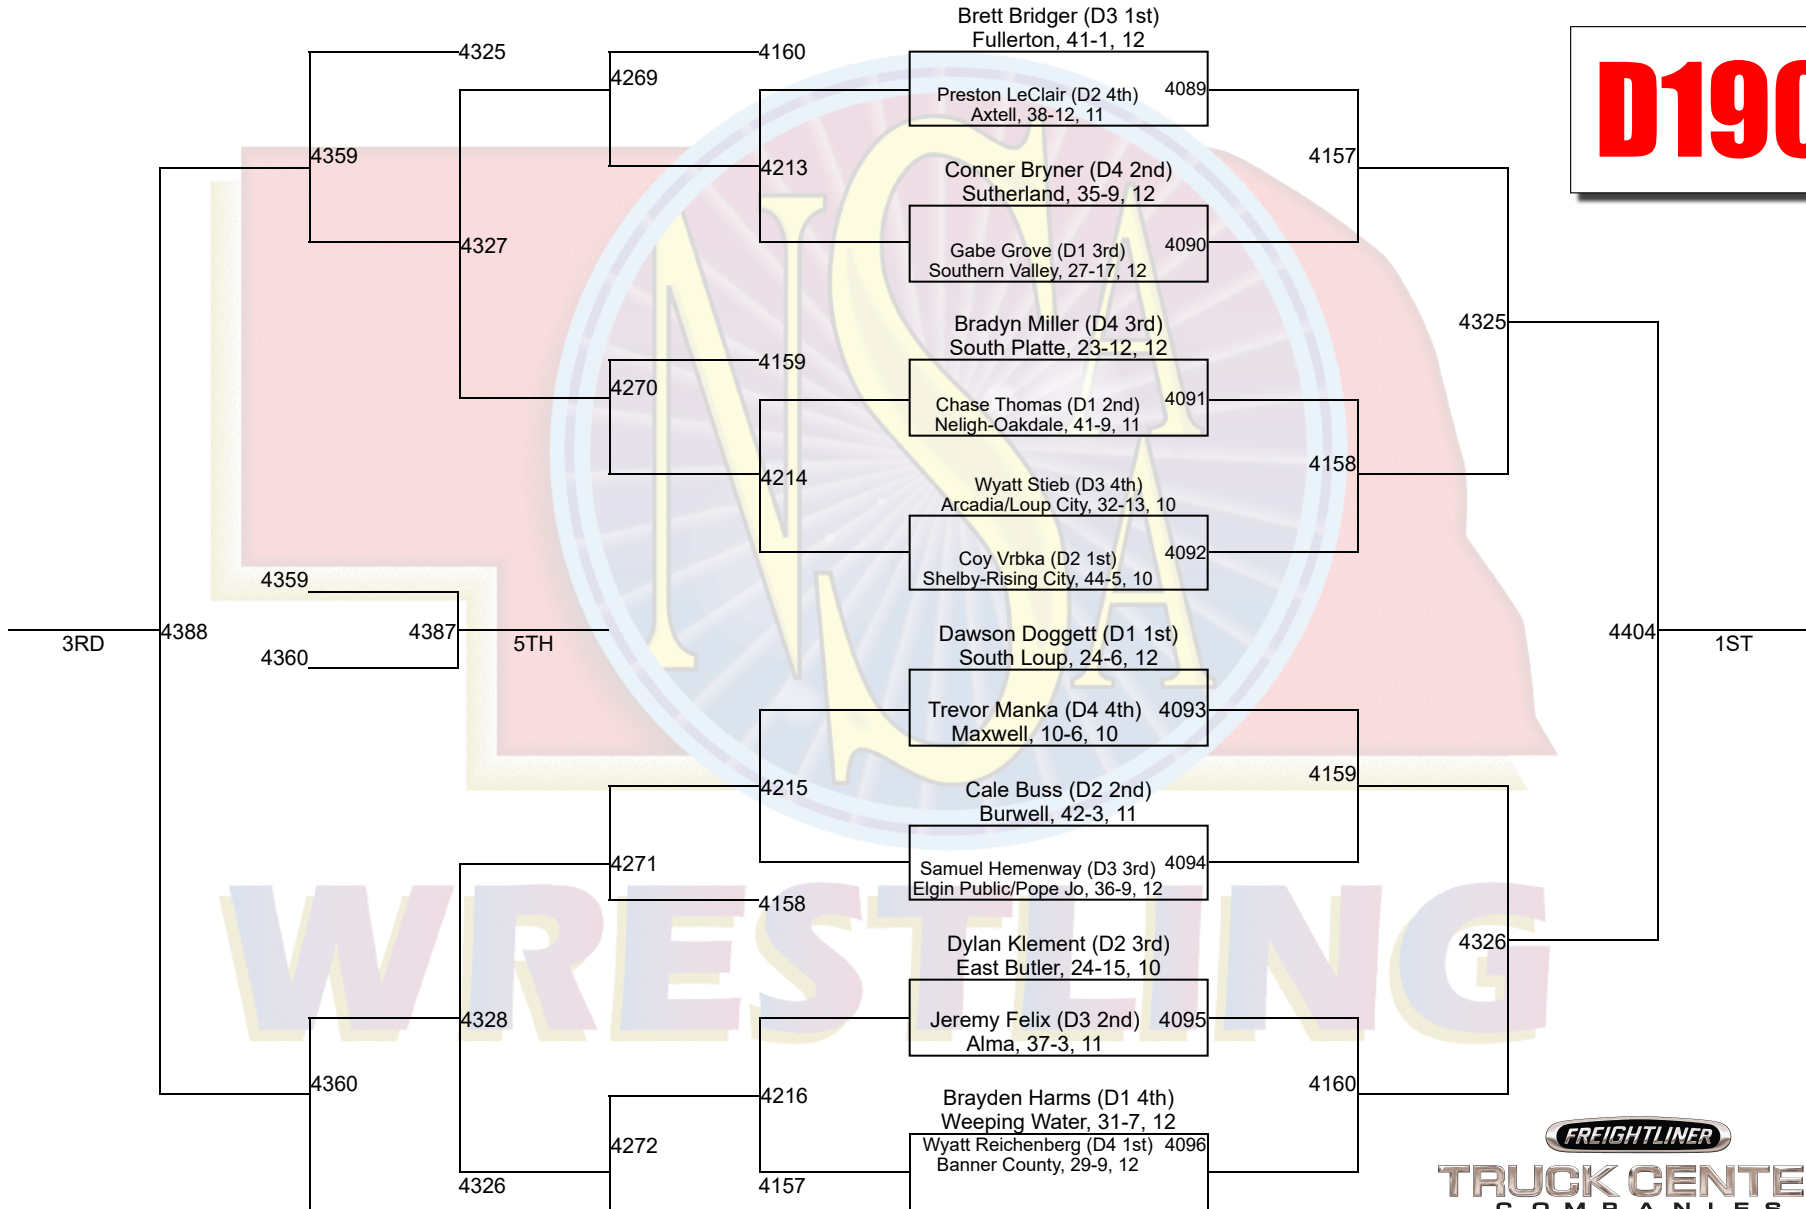 Brett Bridger (D3 1st)
Fullerton, 41-1, 12
4325
4160
4269
Preston LeClair (D2 4th) 4089
Axtell, 38-12, 11
D190
4359
4213
4157
Conner Bryner (D4 2nd)
Sutherland, 35-9, 12
4327
Gabe Grove (D1 3rd) 4090
Southern Valley, 27-17, 12
Bradyn Miller (D4 3rd)
South Platte, 23-12, 12
4325
4159
4270
Chase Thomas (D1 2nd) 4091
Neligh-Oakdale, 41-9, 11
4214
4158
Wyatt Stieb (D3 4th)
Arcadia/Loup City, 32-13, 10
Coy Vrbka (D2 1st) 4092
Shelby-Rising City, 44-5, 10
4359
4388
3RD
4387
5TH
4360
Dawson Doggett (D1 1st)
South Loup, 24-6, 12
4404
1ST
Trevor Manka (D4 4th) 4093
Maxwell, 10-6, 10
4215
4159
Cale Buss (D2 2nd)
Burwell, 42-3, 11
4271
Samuel Hemenway (D3 3rd) 4094
Elgin Public/Pope Jo, 36-9, 12
4158
Dylan Klement (D2 3rd)
East Butler, 24-15, 10
4326
4328
Jeremy Felix (D3 2nd) 4095
Alma, 37-3, 11
4360
4216
4160
Brayden Harms (D1 4th)
Weeping Water, 31-7, 12
4272
Wyatt Reichenberg (D4 1st) 4096
Banner County, 29-9, 12
4326
4157
NSAA
WRESTLING
FREIGHTLINER
TRUCK CENTE
COMPANIES